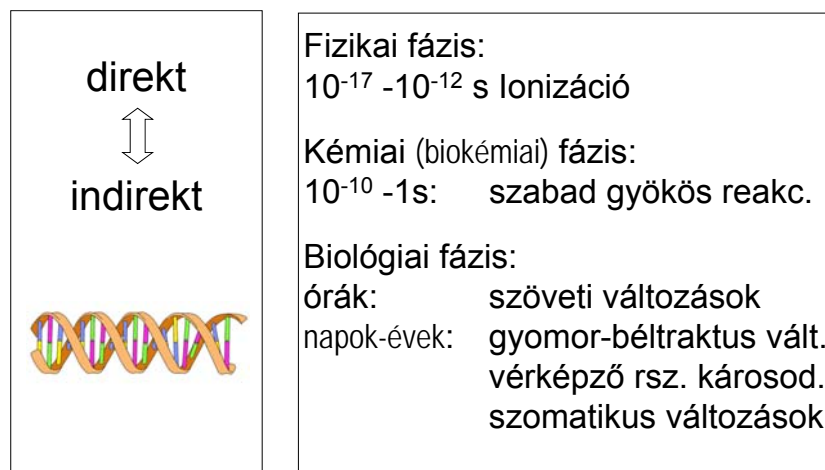 direkt
indirekt
Fizikai fázis:
10⁻¹⁷ -10⁻¹² s Ionizáció
Kémiai (biokémiai) fázis:
10⁻¹⁰ -1s: szabad gyökös reakc.
Biológiai fázis:
órák: szöveti változások
napok-évek: gyomor-béltraktus vált.
vérképző rsz. károsod.
szomatikus változások